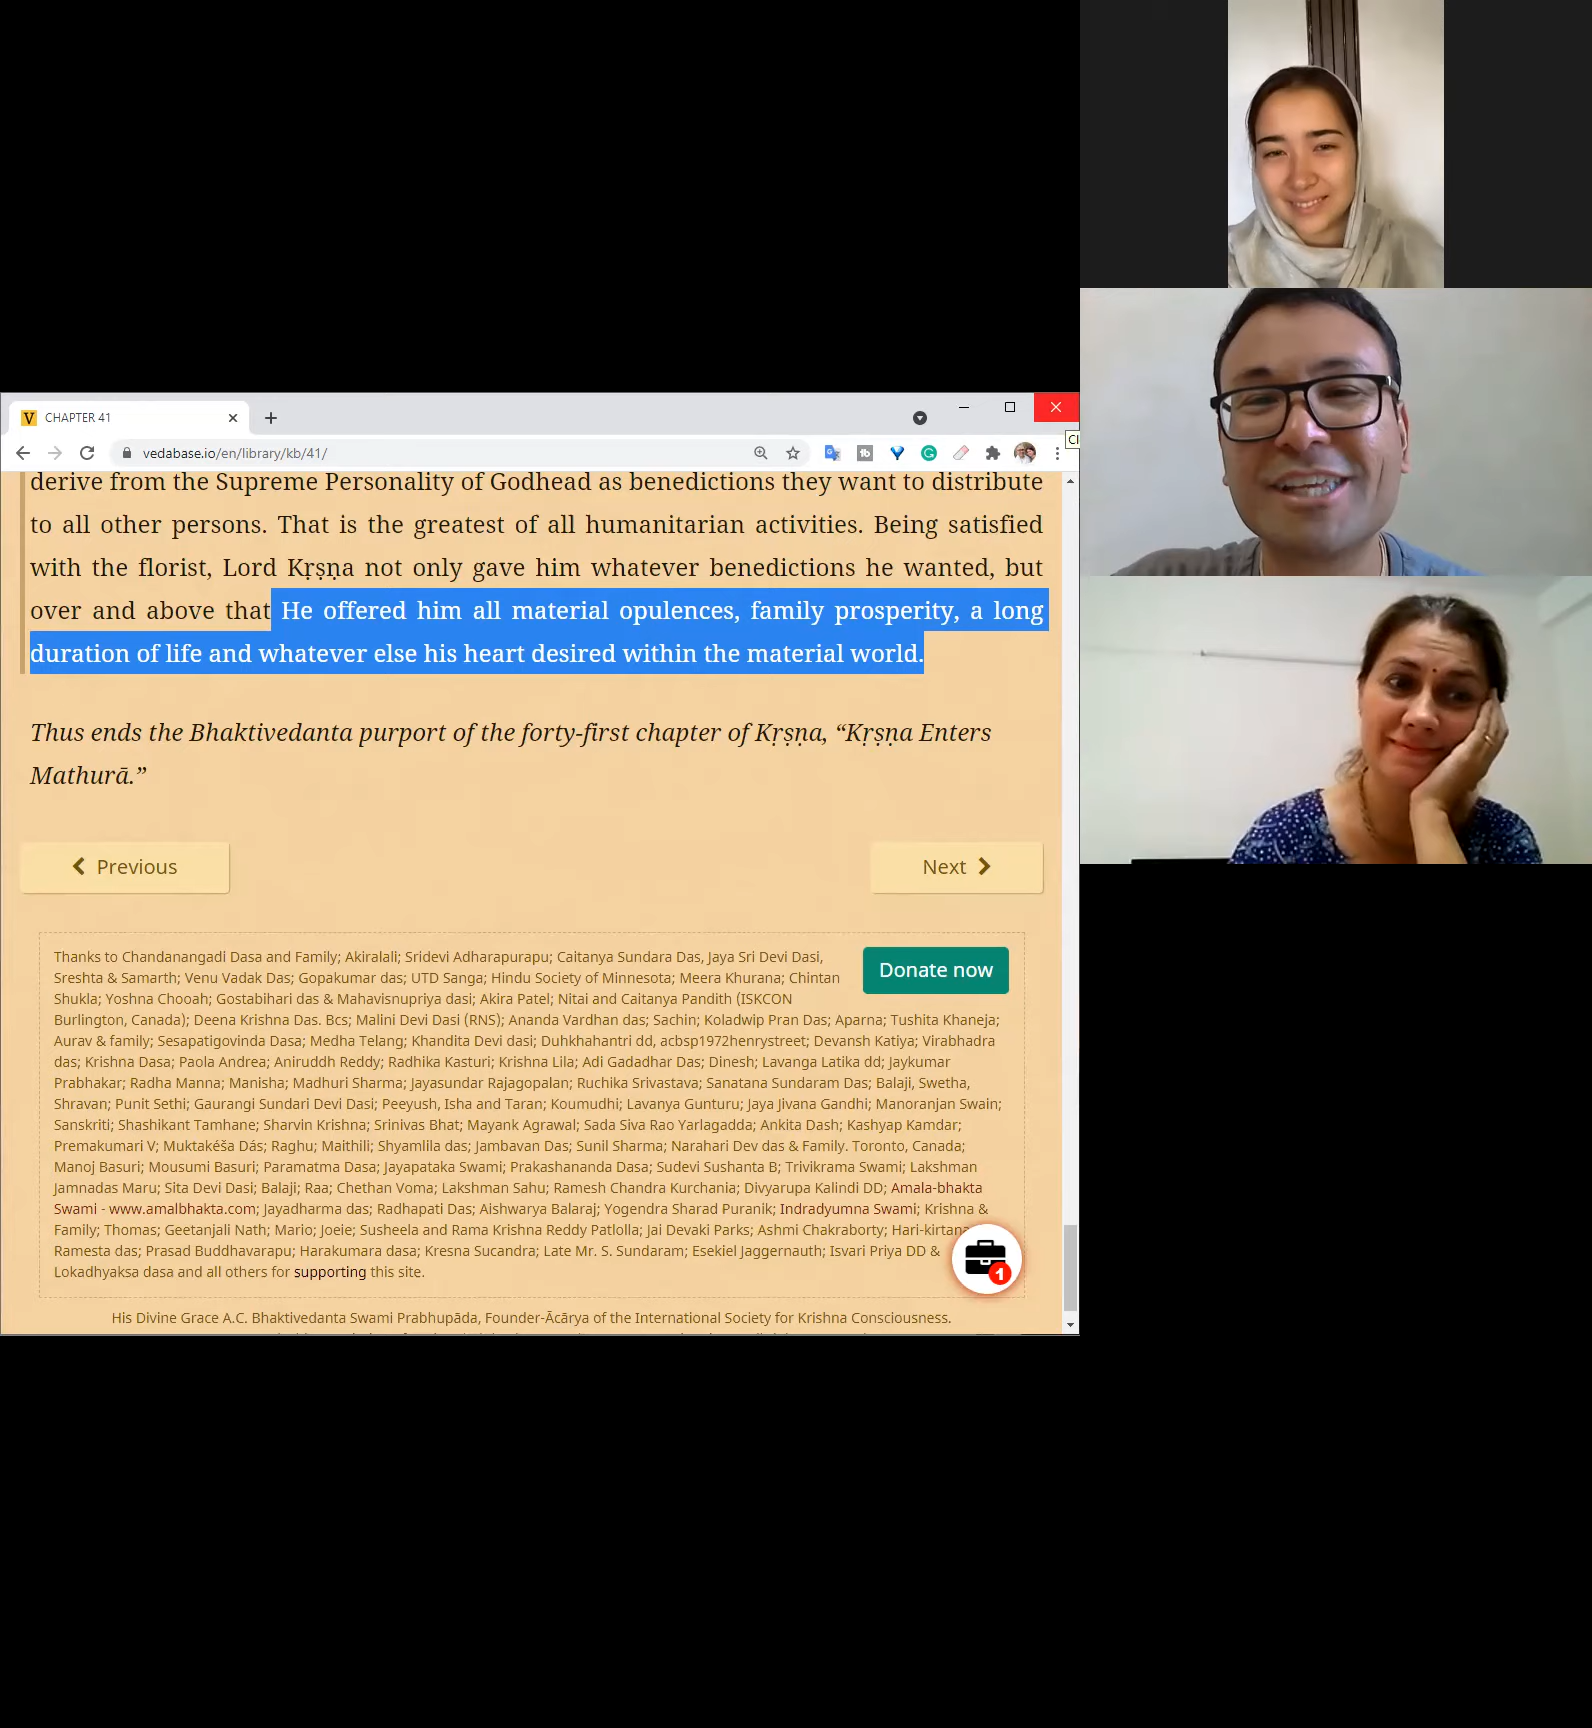 CHAPTER 41
vedabase.io/en/library/kb/41/
Cl
derive from the Supreme Personality of Godhead as benedictions they want to distribute
to all other persons. That is the greatest of all humanitarian activities. Being satisfied
with the florist, Lord Kṛṣṇa not only gave him whatever benedictions he wanted, but
over and above that He offered him all material opulences, family prosperity, a long
duration of life and whatever else his heart desired within the material world.
Thus ends the Bhaktivedanta purport of the forty-first chapter of Kṛṣṇa, “Kṛṣṇa Enters
Mathurā.”
Previous
Next
Thanks to Chandanangadi Dasa and Family; Akiralali; Sridevi Adharapurapu; Caitanya Sundara Das, Jaya Sri Devi Dasi,
Sreshta & Samarth; Venu Vadak Das; Gopakumar das; UTD Sanga; Hindu Society of Minnesota; Meera Khurana; Chintan
Shukla; Yoshna Chooah; Gostabihari das & Mahavisnupriya dasi; Akira Patel; Nitai and Caitanya Pandith (ISKCON
Burlington, Canada); Deena Krishna Das. Bcs; Malini Devi Dasi (RNS); Ananda Vardhan das; Sachin; Koladwip Pran Das; Aparna; Tushita Khaneja;
Aurav & family; Sesapatigovinda Dasa; Medha Telang; Khandita Devi dasi; Duhkhahantri dd, acbsp1972henrystreet; Devansh Katiya; Virabhadra
das; Krishna Dasa; Paola Andrea; Aniruddh Reddy; Radhika Kasturi; Krishna Lila; Adi Gadadhar Das; Dinesh; Lavanga Latika dd; Jaykumar
Prabhakar; Radha Manna; Manisha; Madhuri Sharma; Jayasundar Rajagopalan; Ruchika Srivastava; Sanatana Sundaram Das; Balaji, Swetha,
Shravan; Punit Sethi; Gaurangi Sundari Devi Dasi; Peeyush, Isha and Taran; Koumudhi; Lavanya Gunturu; Jaya Jivana Gandhi; Manoranjan Swain;
Sanskriti; Shashikant Tamhane; Sharvin Krishna; Srinivas Bhat; Mayank Agrawal; Sada Siva Rao Yarlagadda; Ankita Dash; Kashyap Kamdar;
Premakumari V; Muktakéša Dás; Raghu; Maithili; Shyamlila das; Jambavan Das; Sunil Sharma; Narahari Dev das & Family. Toronto, Canada;
Manoj Basuri; Mousumi Basuri; Paramatma Dasa; Jayapataka Swami; Prakashananda Dasa; Sudevi Sushanta B; Trivikrama Swami; Lakshman
Jamnadas Maru; Sita Devi Dasi; Balaji; Raa; Chethan Voma; Lakshman Sahu; Ramesh Chandra Kurchania; Divyarupa Kalindi DD; Amala-bhakta
Swami - www.amalbhakta.com; Jayadharma das; Radhapati Das; Aishwarya Balaraj; Yogendra Sharad Puranik; Indradyumna Swami; Krishna &
Family; Thomas; Geetanjali Nath; Mario; Joeie; Susheela and Rama Krishna Reddy Patlolla; Jai Devaki Parks; Ashmi Chakraborty; Hari-kirtana
Ramesta das; Prasad Buddhavarapu; Harakumara dasa; Kresna Sucandra; Late Mr. S. Sundaram; Esekiel Jaggernauth; Isvari Priya DD &
Lokadhyaksa dasa and all others for supporting this site.
Donate now
1
His Divine Grace A.C. Bhaktivedanta Swami Prabhupāda, Founder-Ācārya of the International Society for Krishna Consciousness.